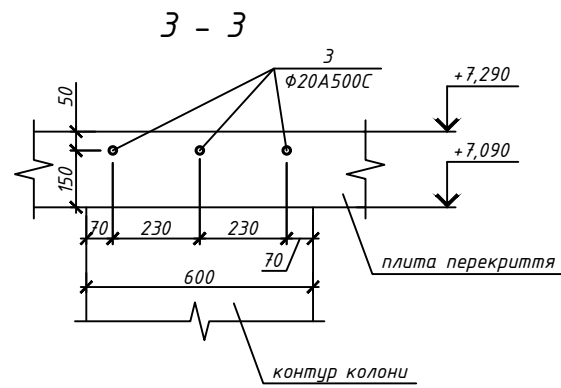 3 - 3
3
Ф20А500С
+7,290
50
+7,090
150
70
230
230
70
плита перекриття
600
контур колони